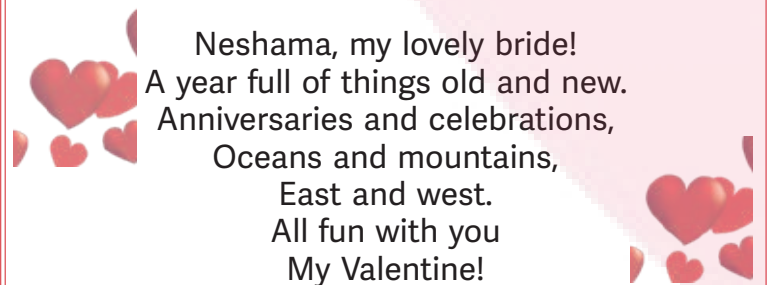 Neshama, my lovely bride!
A year full of things old and new.
Anniversaries and celebrations,
Oceans and mountains,
East and west.
All fun with you
My Valentine!